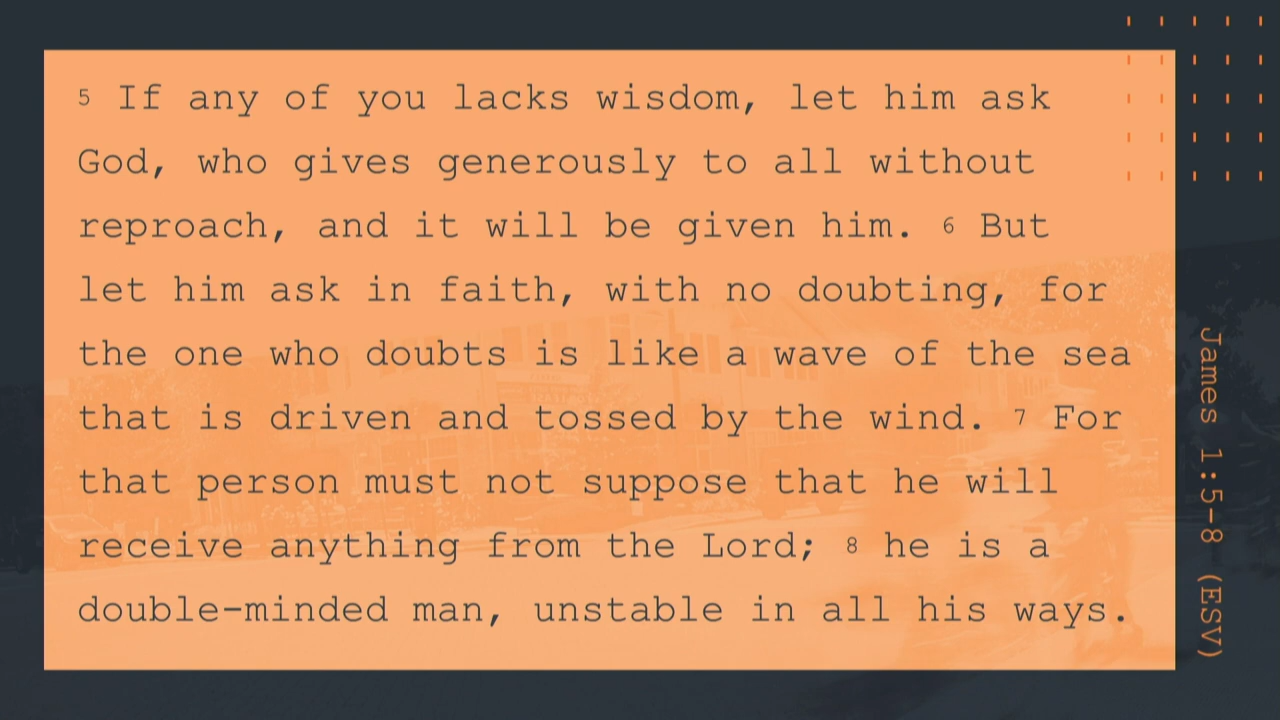 5 If any of you lacks wisdom, let him ask
God, who gives generously to all without
reproach, and it will be given him. 6 But
let him ask in faith, with no doubting, for
the one who doubts is like a wave of the sea
that is driven and tossed by the wind. 7 For
that person must not suppose that he will
receive anything from the Lord; 8 he is a
double-minded man, unstable in all his ways.
James 1:5-8 (ESV)